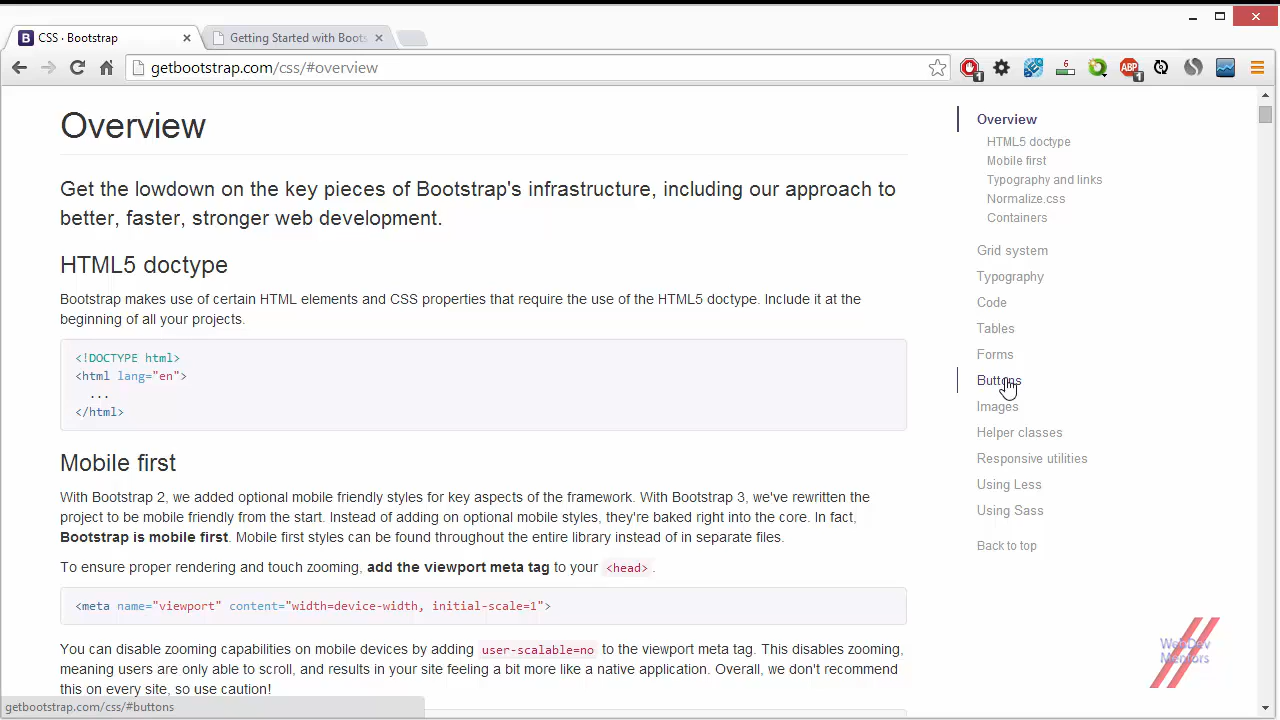 CSS · Bootstrap
Getting Started with Boots
getbootstrap.com/css/#overview
1
6
ABP
1
Overview
Get the lowdown on the key pieces of Bootstrap's infrastructure, including our approach to
better, faster, stronger web development.
HTML5 doctype
Bootstrap makes use of certain HTML elements and CSS properties that require the use of the HTML5 doctype. Include it at the
beginning of all your projects.
<!DOCTYPE html>
<html lang="en">
...
</html>
Mobile first
With Bootstrap 2, we added optional mobile friendly styles for key aspects of the framework. With Bootstrap 3, we've rewritten the
project to be mobile friendly from the start. Instead of adding on optional mobile styles, they're baked right into the core. In fact,
Bootstrap is mobile first. Mobile first styles can be found throughout the entire library instead of in separate files.
To ensure proper rendering and touch zooming, add the viewport meta tag to your <head>.
<meta name="viewport" content="width=device-width, initial-scale=1">
You can disable zooming capabilities on mobile devices by adding user-scalable=no to the viewport meta tag. This disables zooming,
meaning users are only able to scroll, and results in your site feeling a bit more like a native application. Overall, we don't recommend
this on every site, so use caution!
Overview
HTML5 doctype
Mobile first
Typography and links
Normalize.css
Containers
Grid system
Typography
Code
Tables
Forms
Buttons
Images
Helper classes
Responsive utilities
Using Less
Using Sass
Back to top
WebDev
Mentors
getbootstrap.com/css/#buttons